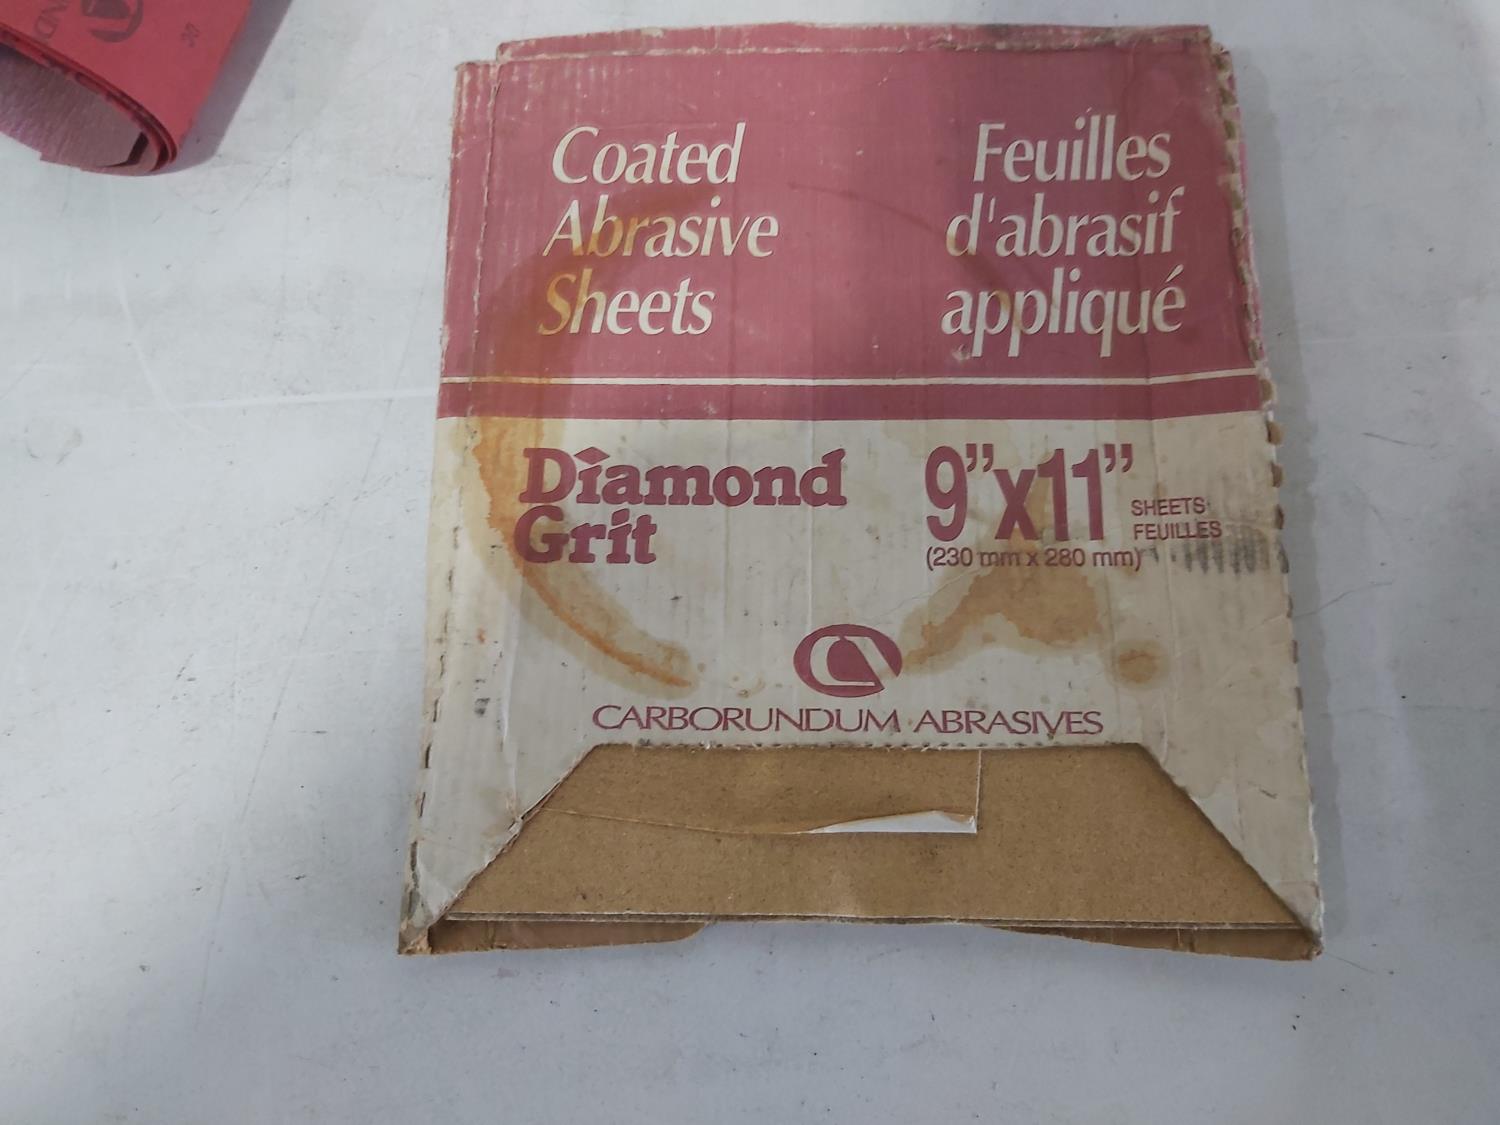 Coated
Abrasive
Sheets
Feuilles
d'abrasif
appliqué
Diamond
Grit
9"x11"
SHEETS
FEUILLES
(230 mm x 280 mm)
CARBORUNDUM ABRASIVES